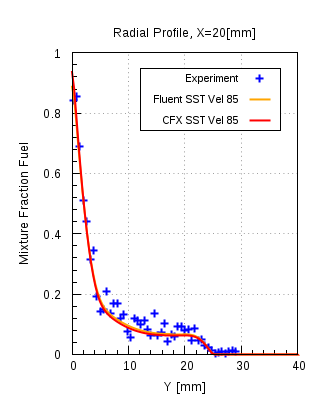 Radial Profile, X=20[mm]
1
0.8
0.6
0.4
0.2
0
Mixture Fraction Fuel
Experiment
Fluent SST Vel 85
CFX SST Vel 85
0
10
20
30
40
Y [mm]